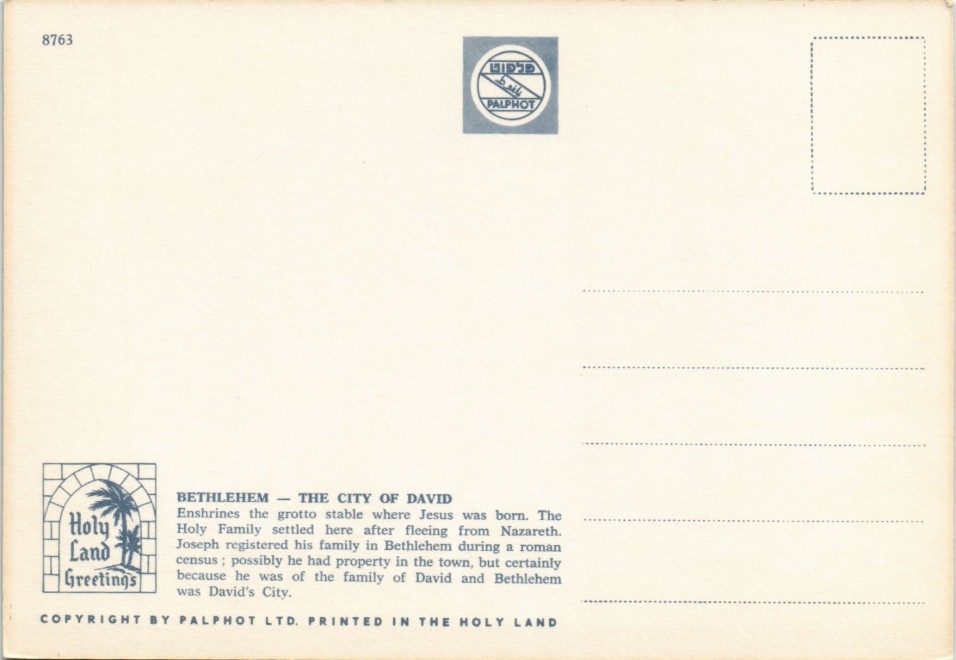 8763
פלפוט
PALPHOT
Holy
Land
Greetings
BETHLEHEM — THE CITY OF DAVID
Enshrines the grotto stable where Jesus was born. The
Holy Family settled here after fleeing from Nazareth.
Joseph registered his family in Bethlehem during a roman
census ; possibly he had property in the town, but certainly
because he was of the family of David and Bethlehem
was David's City.
COPYRIGHT BY PALPHOT LTD. PRINTED IN THE HOLY LAND